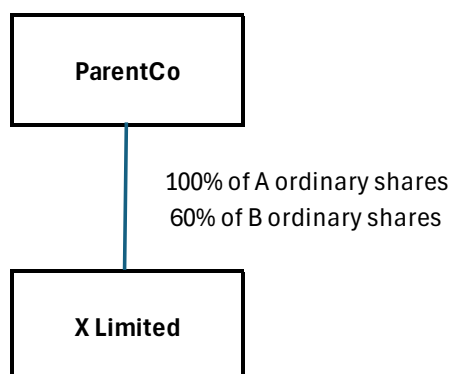 ParentCo
100% of A ordinary shares
60% of B ordinary shares
X Limited